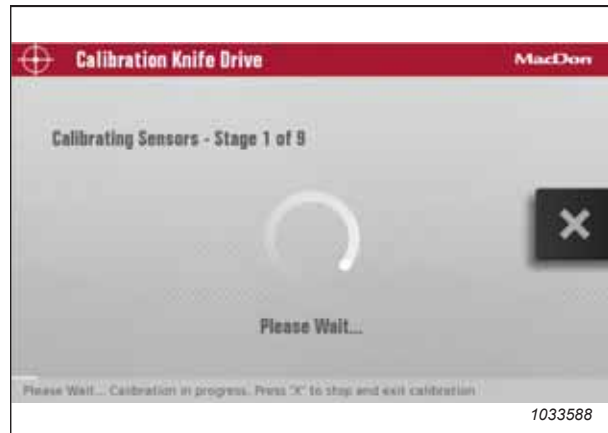 Calibration Knife Drive MacDon
Calibrating Sensors - Stage 1 of 9
Please Wait...
Please Wait... Calibration in progress. Press 'X' to stop and exit calibration
1033588